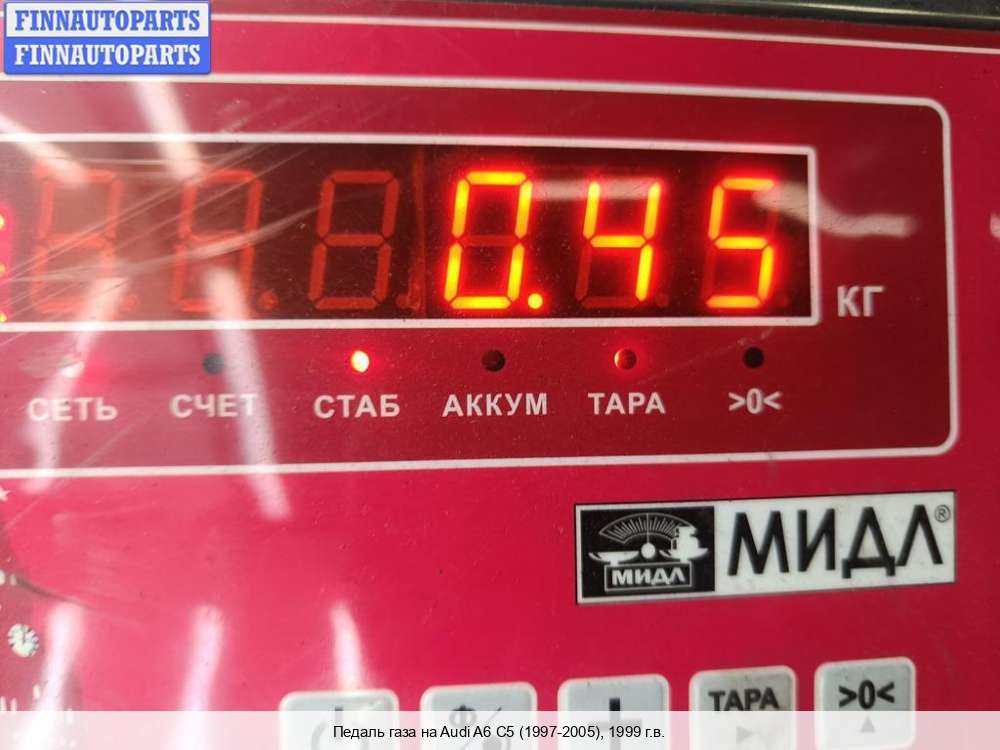 FINNAUTOPARTS
FINNAUTOPARTS
0.45
КГ
СЕТЬ СЧЕТ СТАБ АККУМ ТАРА >0<
МИДЛ МИДЛ®
ТАРА >0<
Педаль газа на Audi A6 C5 (1997-2005), 1999 г.в.